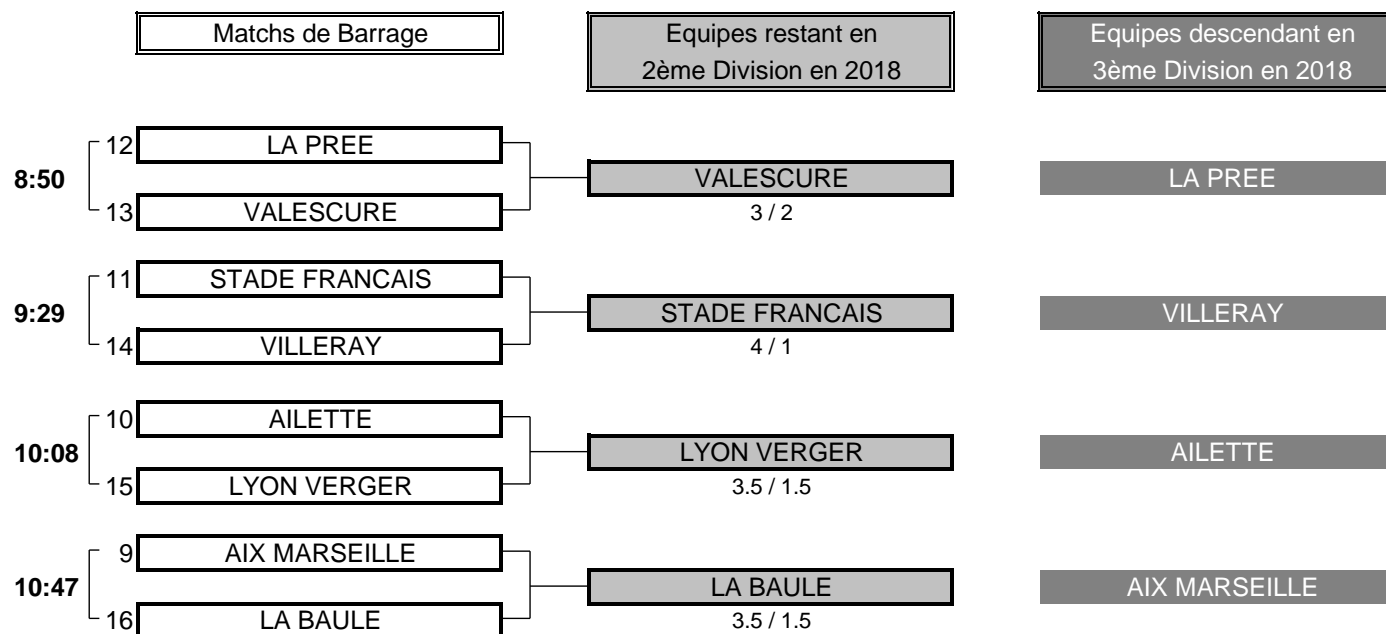 Matchs de Barrage
Equipes restant en
2ème Division en 2018
Equipes descendant en
3ème Division en 2018
8:50
12 LA PREE
13 VALESCURE
VALESCURE
3 / 2
LA PREE
9:29
11 STADE FRANCAIS
14 VILLERAY
STADE FRANCAIS
4 / 1
VILLERAY
10:08
10 AILETTE
15 LYON VERGER
LYON VERGER
3.5 / 1.5
AILETTE
10:47
9 AIX MARSEILLE
16 LA BAULE
LA BAULE
3.5 / 1.5
AIX MARSEILLE